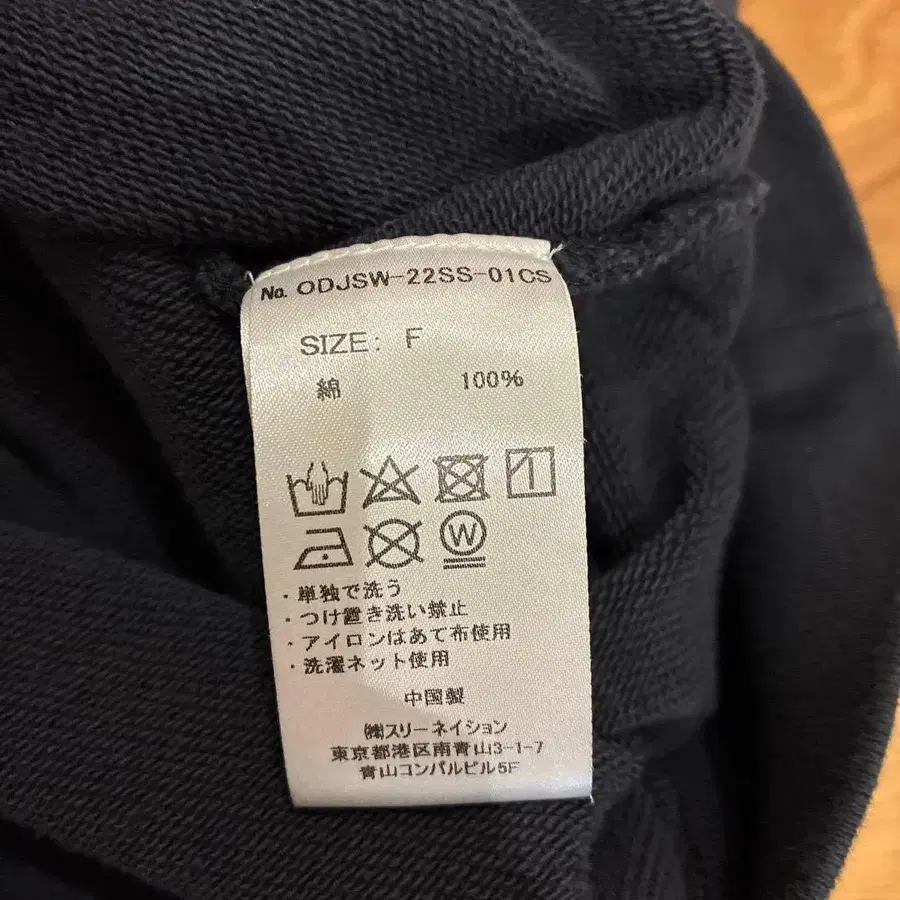 No. ODJSW-22SS-01CS
SIZE: F
綿 100%
W
・単独で洗う
・つけ置き洗い禁止
・アイロンはあて布使用
・洗濯ネット使用
中国製
㈱スリーネイション
東京都港区南青山3-1-7
青山コンパルビル5F